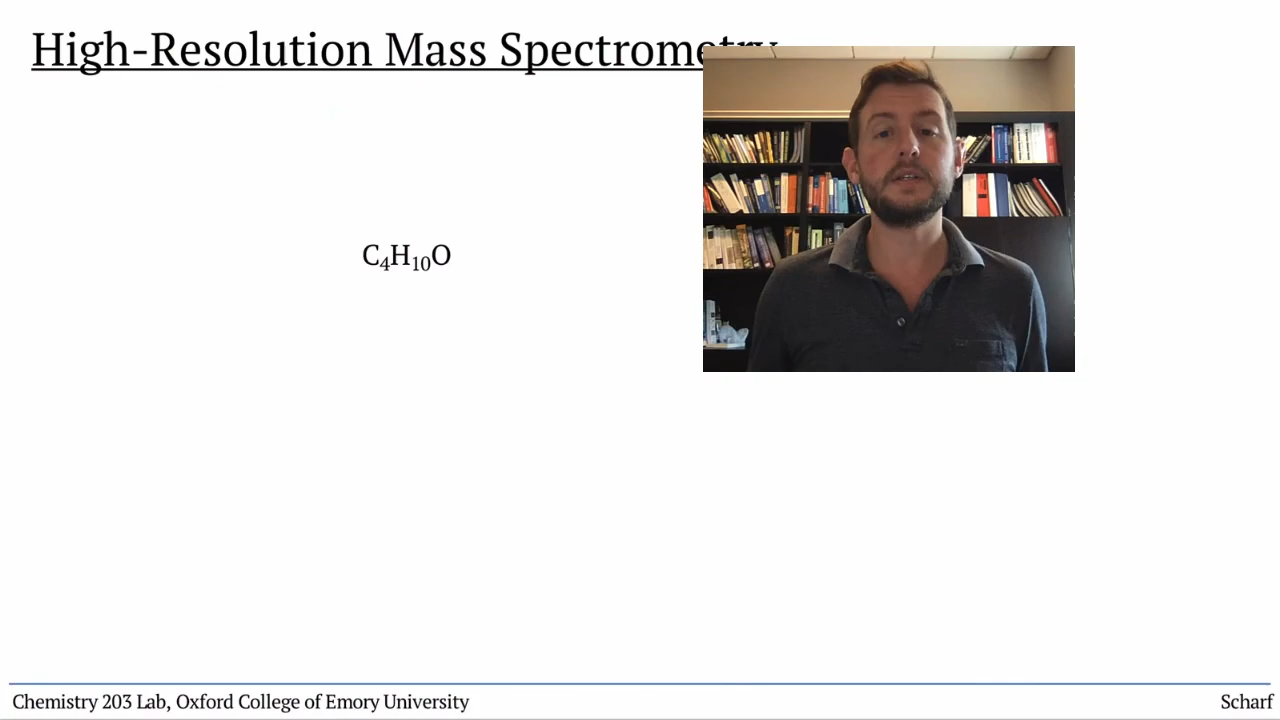 High-Resolution Mass Spectrometry
C₄H₁₀O
Chemistry 203 Lab, Oxford College of Emory University
Scharf